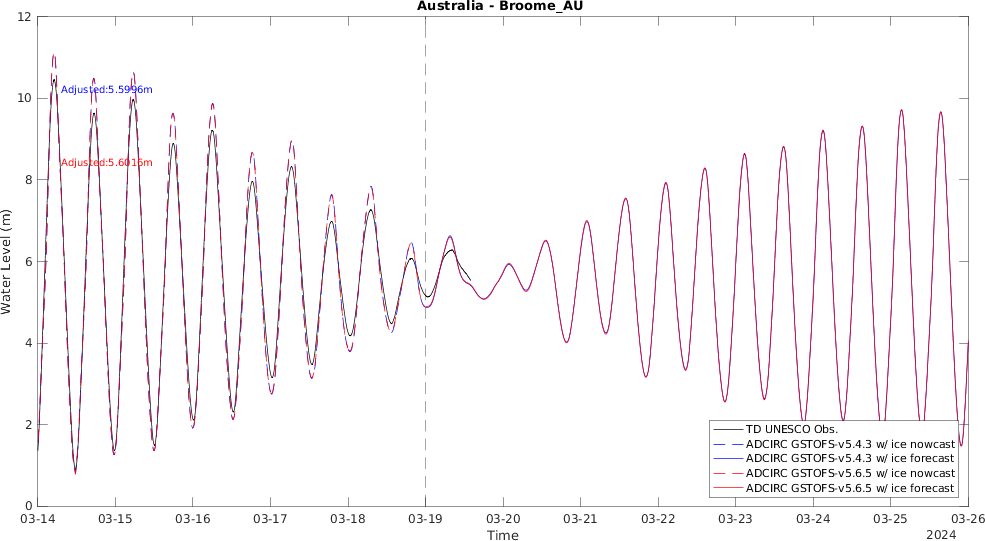 Australia - Broome_AU
12
10
8
6
4
2
0
Water Level (m)
Adjusted:5.5996m
Adjusted:5.6016m
TD UNESCO Obs.
ADCIRC GSTOFS-v5.4.3 w/ ice nowcast
ADCIRC GSTOFS-v5.4.3 w/ ice forecast
ADCIRC GSTOFS-v5.6.5 w/ ice nowcast
ADCIRC GSTOFS-v5.6.5 w/ ice forecast
03-14 03-15 03-16 03-17 03-18 03-19 03-20 03-21 03-22 03-23 03-24 03-25 03-26
Time
2024